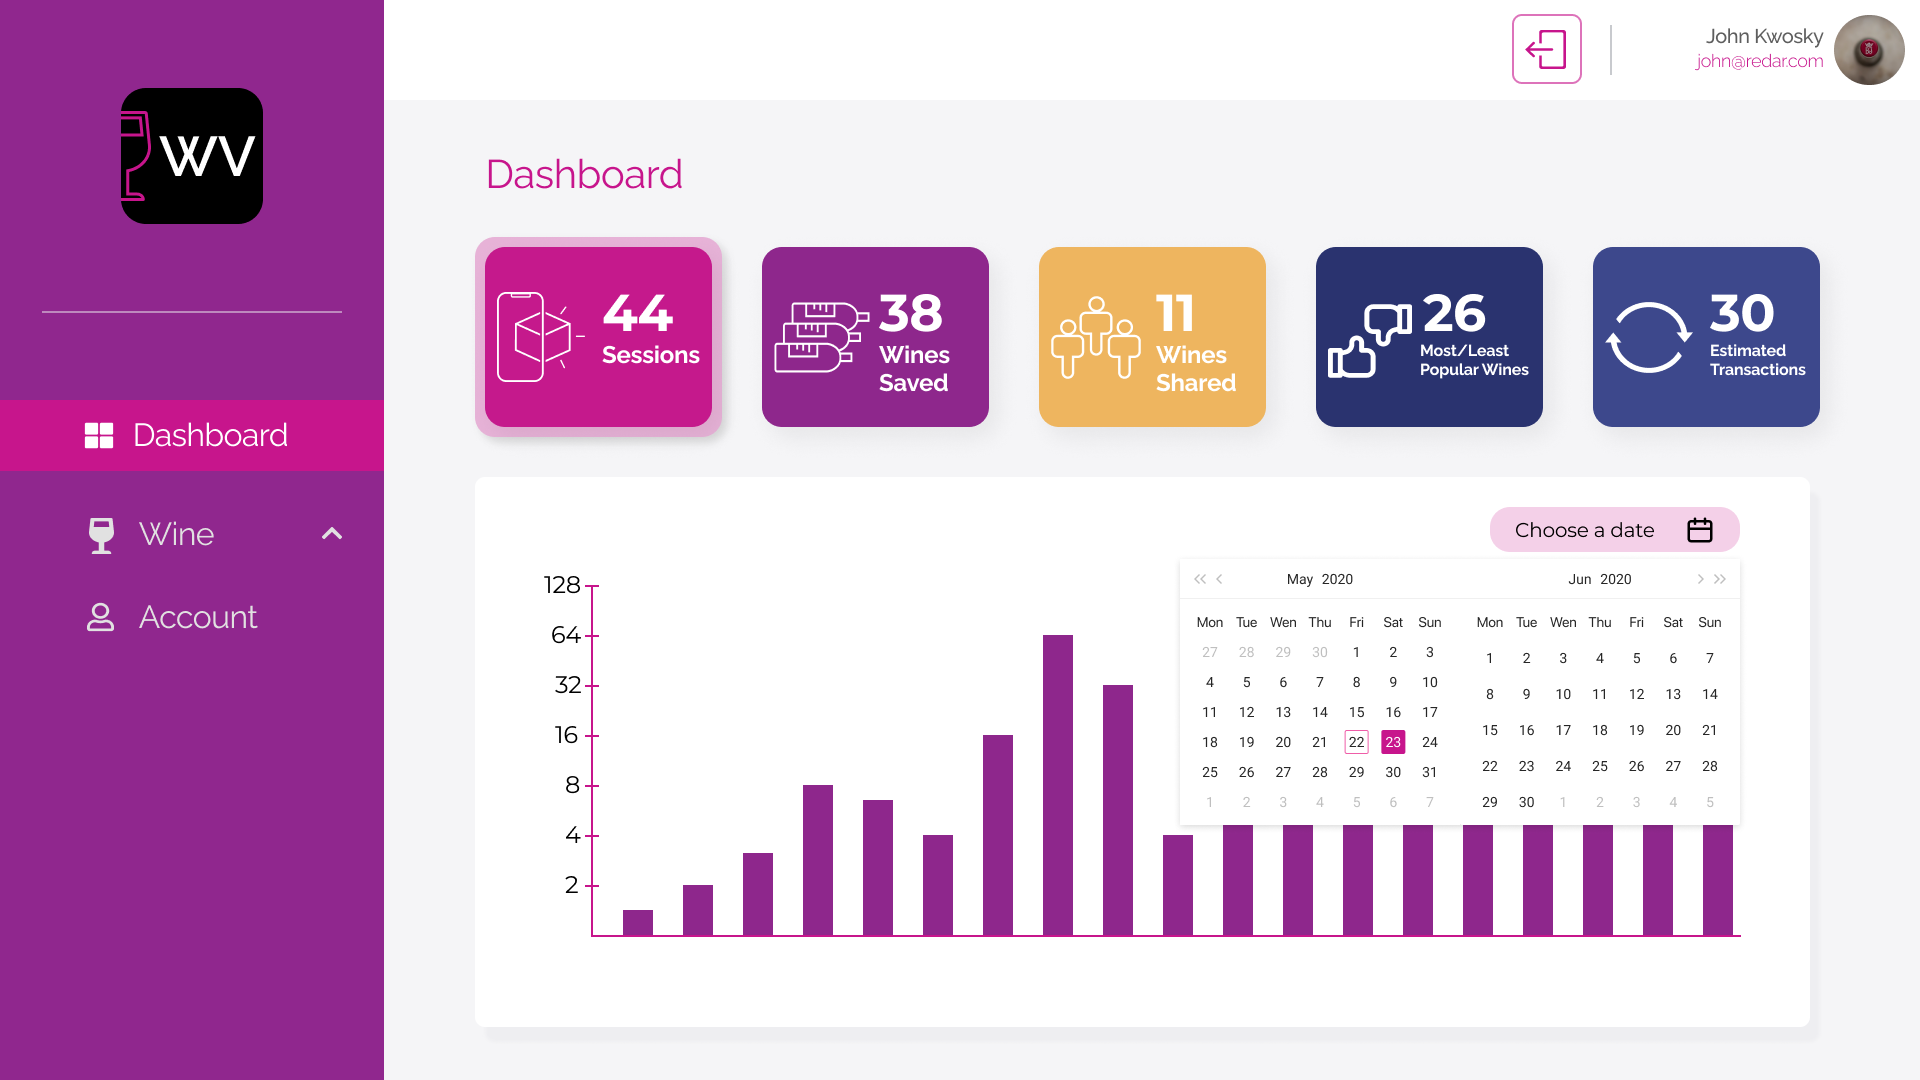 WV
Dashboard
Wine
Account
John Kwosky
john@redar.com
Dashboard
44
Sessions
38
Wines
Saved
11
Wines
Shared
26
Most/Least
Popular Wines
30
Estimated
Transactions
Choose a date
128
64
32
16
8
4
2
May 2020
Mon Tue Wen Thu Fri Sat Sun
27 28 29 30 1 2 3
4 5 6 7 8 9 10
11 12 13 14 15 16 17
18 19 20 21 22 23 24
25 26 27 28 29 30 31
1 2 3 4 5 6 7
Jun 2020
Mon Tue Wen Thu Fri Sat Sun
1 2 3 4 5 6 7
8 9 10 11 12 13 14
15 16 17 18 19 20 21
22 23 24 25 26 27 28
29 30 1 2 3 4 5